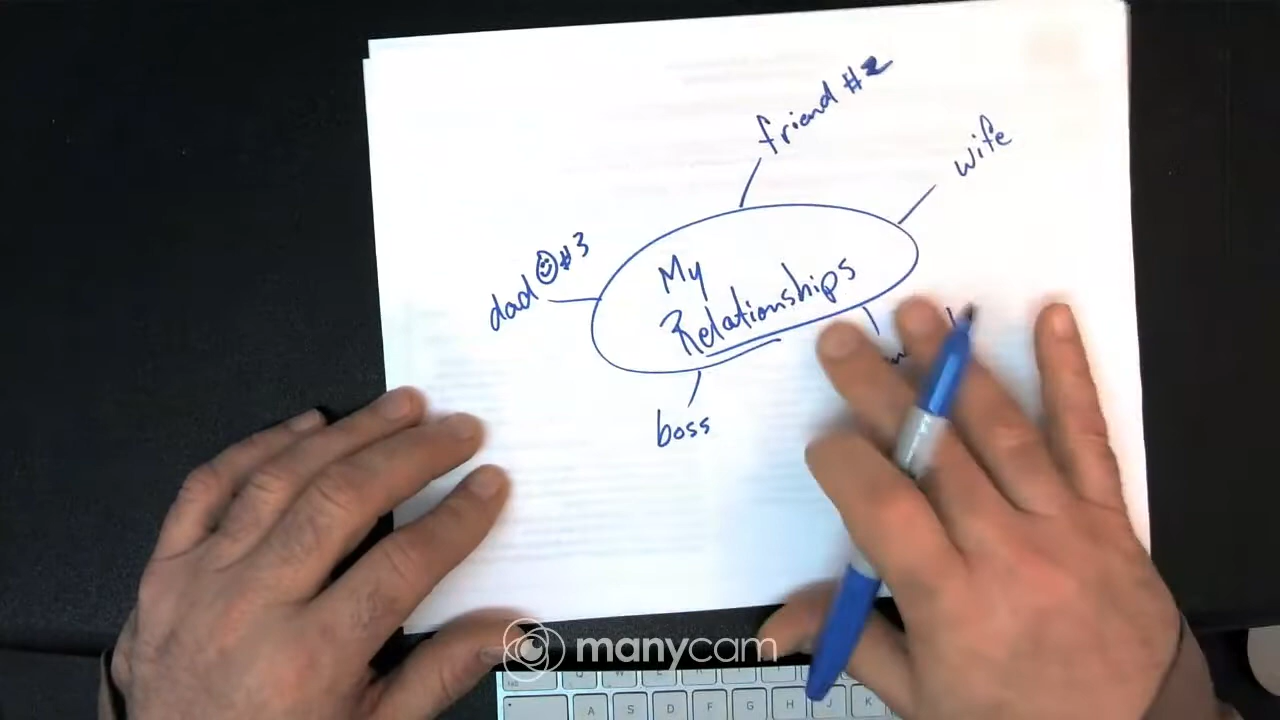 friend #2
wife
dad #3
My
Relationships
boss
manycam
Q W E
A S D F G H J K